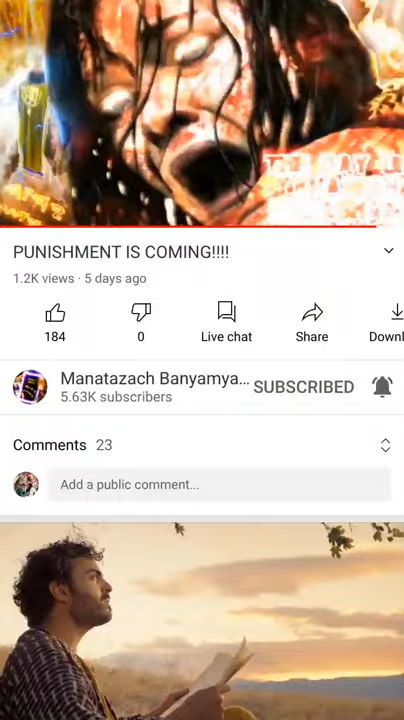 PUNISHMENT IS COMING!!!!
1.2K views · 5 days ago
184
0
Live chat
Share
Downl
Manatazach Banyamya...
SUBSCRIBED
5.63K subscribers
Comments 23
Add a public comment...